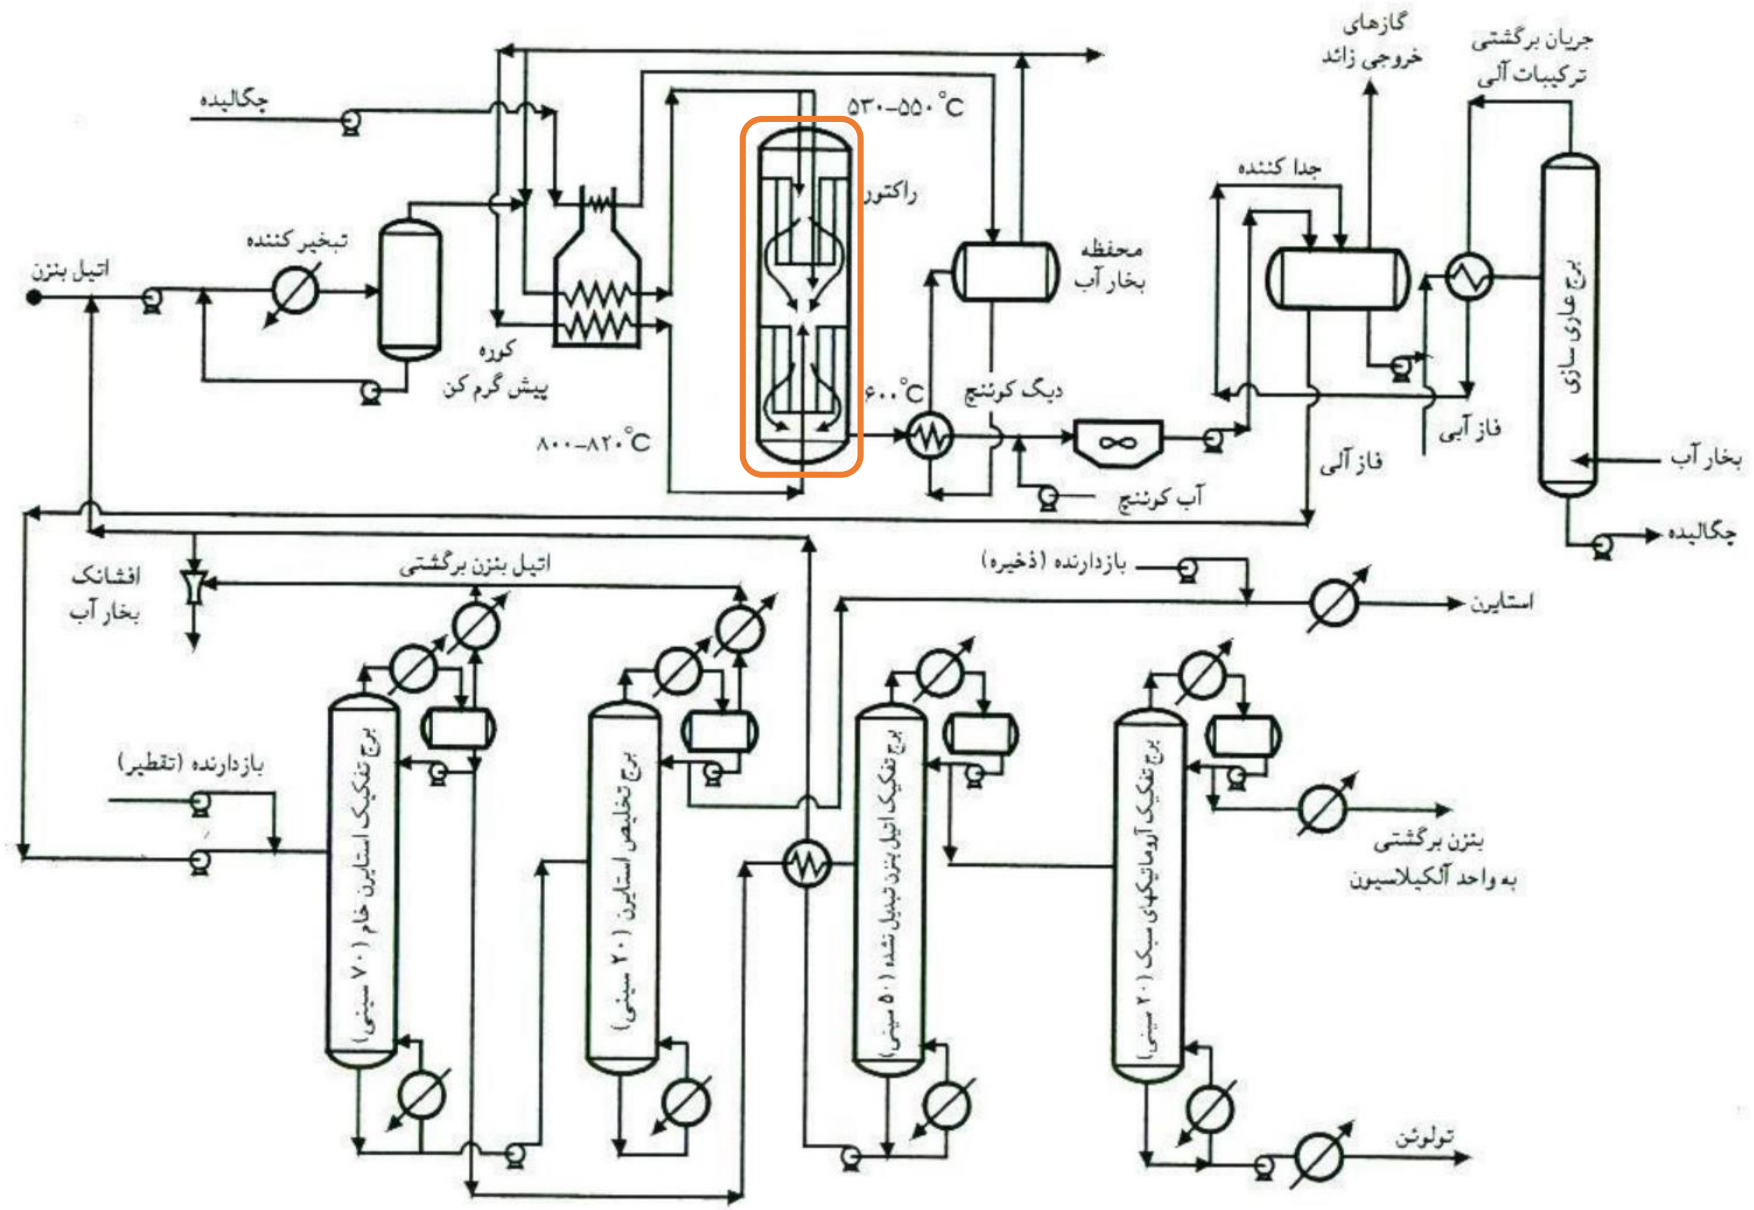 گازهای
خروجی زائد
جریان برگشتی
ترکیبات آلی
چگالیده
۵۳۰-۵۵۰°C
جدا کننده
راکتور
تبخیر کننده
محفظه
بخار آب
اتیل بنزن
برج عاری سازی
کوره
پیش گرم کن
۶۰۰°C
دیگ کوئنچ
فاز آبی
۸۰۰-۸۲۰°C
فاز آلی
بخار آب
آب کوئنچ
چگالیده
افشانک
بخار آب
اتیل بنزن برگشتی
بازدارنده (ذخیره)
استایرن
بازدارنده (تقطیر)
برج تفکیک استایرن خام (۷۰ سینی)
برج تخلیص استایرن (۲۰ سینی)
برج تفکیک اتیل بنزن تبدیل نشده (۵۰ سینی)
برج تفکیک آروماتیکهای سبک (۲۰ سینی)
بنزن برگشتی
به واحد آلکیلاسیون
تولوئن